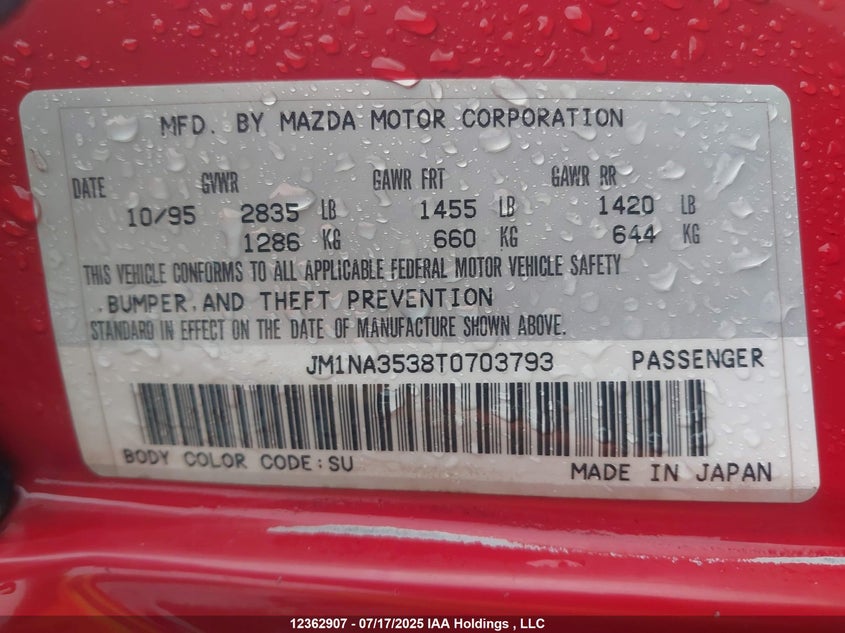 MFD. BY MAZDA MOTOR CORPORATION
DATE GVWR GAWR FRT GAWR RR
10/95 2835 LB 1455 LB 1420 LB
1286 KG 660 KG 644 KG
THIS VEHICLE CONFORMS TO ALL APPLICABLE FEDERAL MOTOR VEHICLE SAFETY
,BUMPER,AND THEFT PREVENTION
STANDARD IN EFFECT ON THE DATE OF MANUFACTURE SHOWN ABOVE.
JM1NA3538T0703793 PASSENGER
BODY COLOR CODE:SU
MADE IN JAPAN
12362907 - 07/17/2025 IAA Holdings , LLC